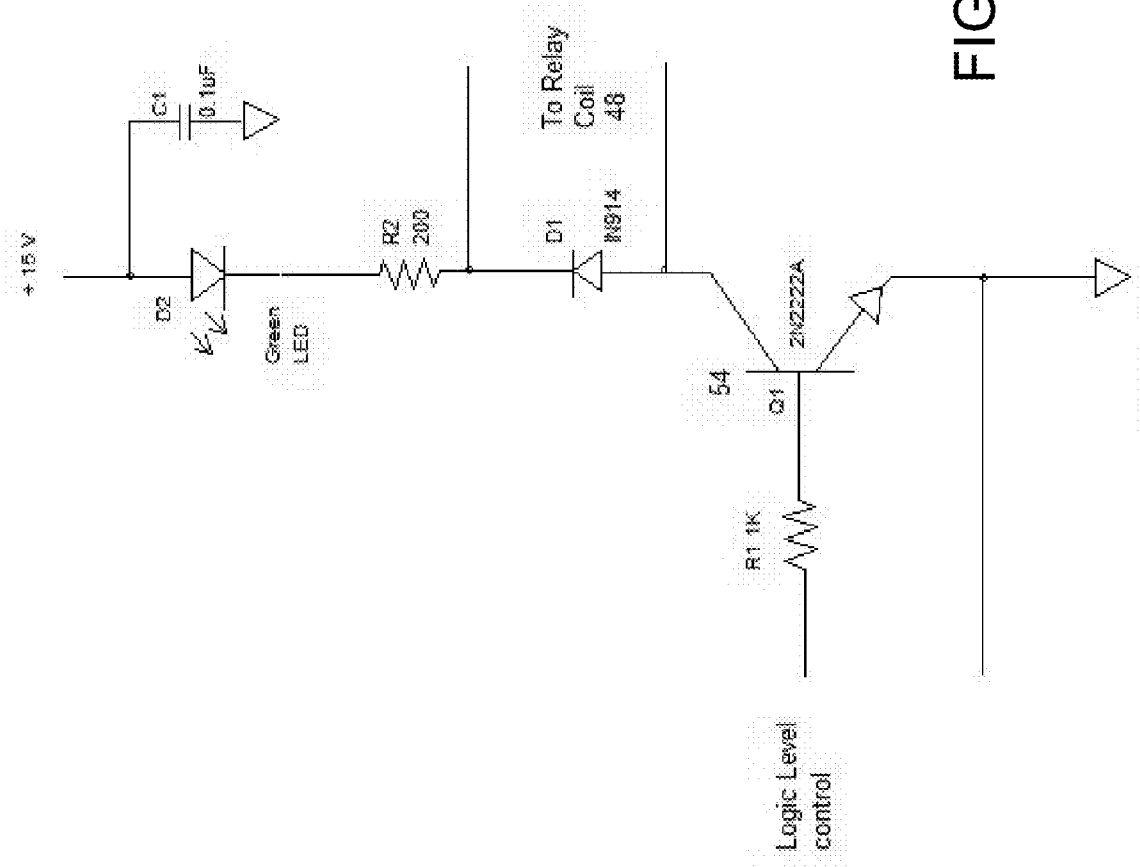 + 15 V
C1
0.1uF
D2
Green
LED
R2
200
To Relay
Coil
48
D1
IN914
54
Q1
2N2222A
R1 1K
Logic Level
control
FIG